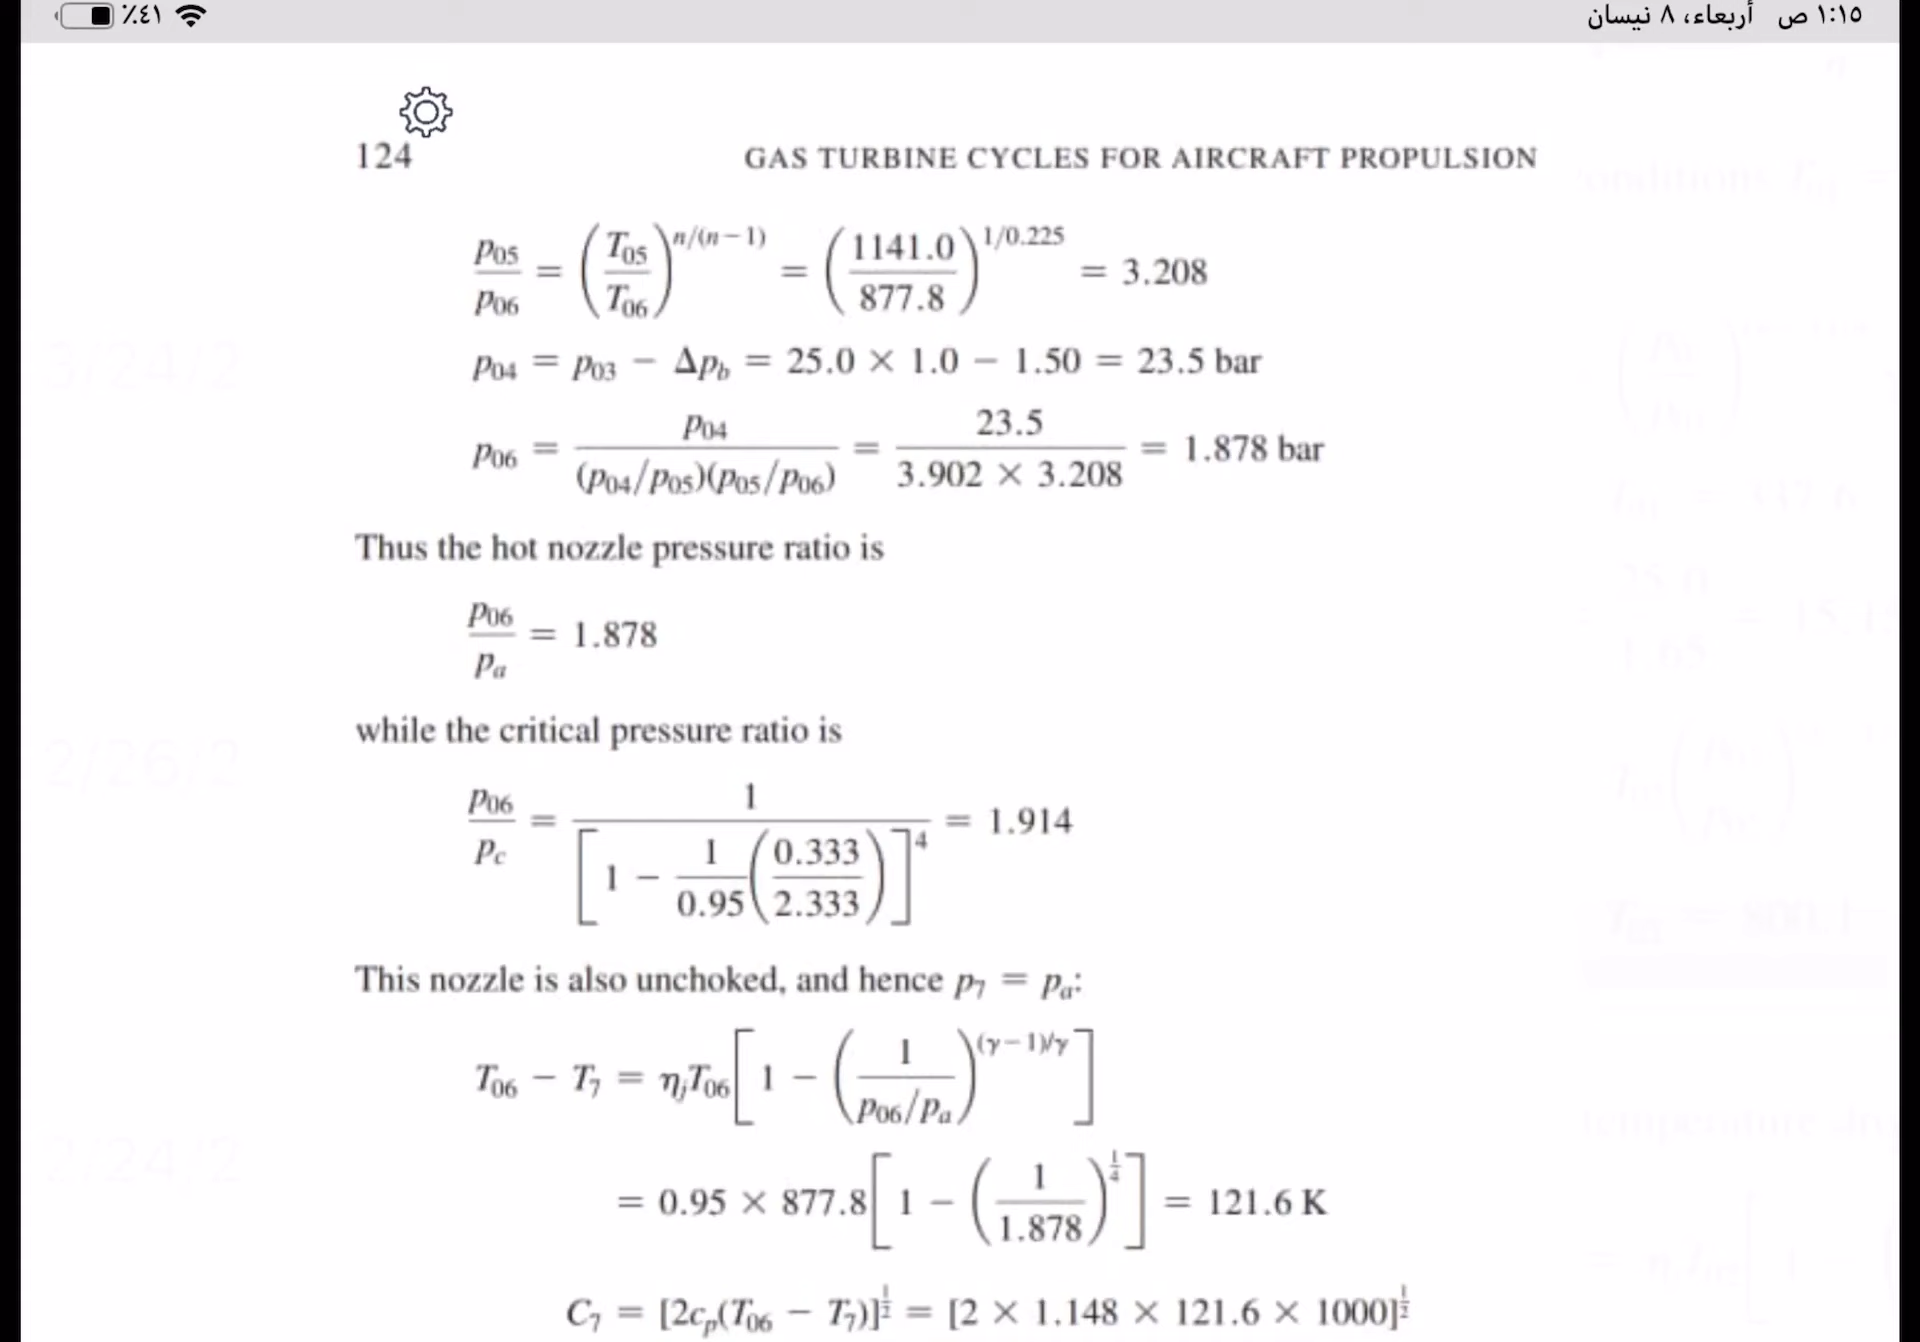 ٪٤١
١:١٥ ص أربعاء، ٨ نيسان
124 GAS TURBINE CYCLES FOR AIRCRAFT PROPULSION
p05/p06 = (T05/T06)^n/(n−1) = (1141.0/877.8)^1/0.225 = 3.208
p04 = p03 − Δpb = 25.0 × 1.0 − 1.50 = 23.5 bar
p06 = p04/(p04/p05)(p05/p06) = 23.5/3.902 × 3.208 = 1.878 bar
Thus the hot nozzle pressure ratio is
p06/pa = 1.878
while the critical pressure ratio is
p06/pc = 1/[1 − 1/0.95(0.333/2.333)]^4 = 1.914
This nozzle is also unchoked, and hence p7 = pa:
T06 − T7 = ηjT06[1 − (1/p06/pa)^(γ−1)/γ]
= 0.95 × 877.8[1 − (1/1.878)^1/4] = 121.6 K
C7 = [2cp(T06 − T7)]^1/2 = [2 × 1.148 × 121.6 × 1000]^1/2